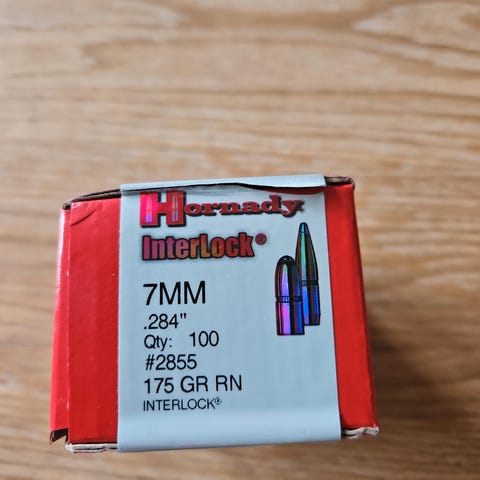 Hornady
InterLock®
7MM
.284"
Qty: 100
#2855
175 GR RN
INTERLOCK®